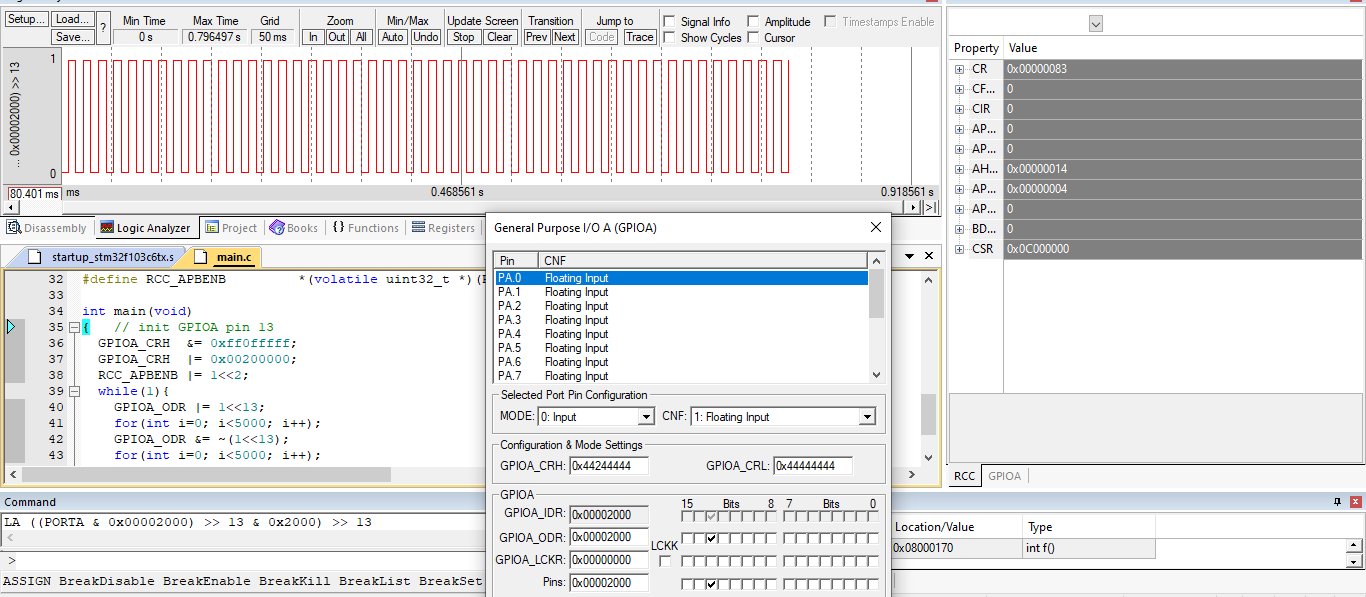 Setup... Load... Save... ? Min Time 0 s Max Time 0.796497 s Grid 50 ms Zoom In Out All Min/Max Auto Undo Update Screen Stop Clear Transition Prev Next Jump to Code Trace Signal Info Amplitude Timestamps Enable Show Cycles Cursor
1
... 0x00002000) >> 13
0
80.401 ms ms 0.468561 s 0.918561 s
Disassembly Logic Analyzer Project Books Functions Registers
startup_stm32f103c6tx.s main.c
32 #define RCC_APBENB *(volatile uint32_t *)(
33
34 int main(void)
35 { // init GPIOA pin 13
36 GPIOA_CRH &= 0xff0fffff;
37 GPIOA_CRH |= 0x00200000;
38 RCC_APBENB |= 1<<2;
39 while(1){
40 GPIOA_ODR |= 1<<13;
41 for(int i=0; i<5000; i++);
42 GPIOA_ODR &= ~(1<<13);
43 for(int i=0; i<5000; i++);
Command
LA ((PORTA & 0x00002000) >> 13 & 0x2000) >> 13
>
ASSIGN BreakDisable BreakEnable BreakKill BreakList BreakSet
General Purpose I/O A (GPIOA)
Pin CNF
PA.0 Floating Input
PA.1 Floating Input
PA.2 Floating Input
PA.3 Floating Input
PA.4 Floating Input
PA.5 Floating Input
PA.6 Floating Input
PA.7 Floating Input
Selected Port Pin Configuration
MODE: 0: Input CNF: 1: Floating Input
Configuration & Mode Settings
GPIOA_CRH: 0x44244444 GPIOA_CRL: 0x44444444
GPIOA
15 Bits 8 7 Bits 0
GPIOA_IDR: 0x00002000
GPIOA_ODR: 0x00002000
LCKK
GPIOA_LCKR: 0x00000000
Pins: 0x00002000
Property Value
CR 0x00000083
CF... 0
CIR 0
AP... 0
AP... 0
AH... 0x00000014
AP... 0x00000004
AP... 0
BD... 0
CSR 0x0C000000
RCC GPIOA
Location/Value Type
0x08000170 int f()